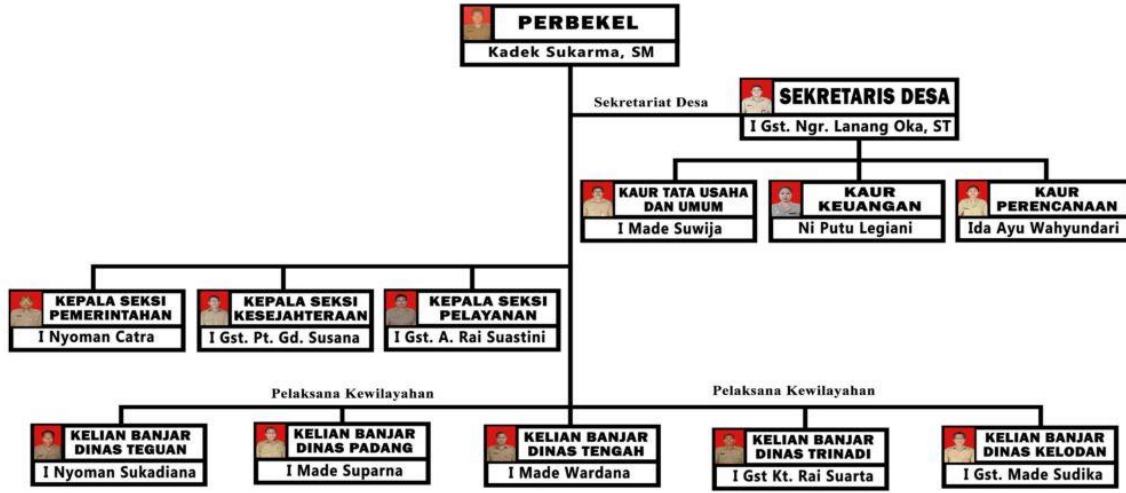 PERBEKEL
Kadek Sukarma, SM
Sekretariat Desa
SEKRETARIS DESA
I Gst. Ngr. Lanang Oka, ST
KAUR TATA USAHA
DAN UMUM
I Made Suwija
KAUR
KEUANGAN
Ni Putu Legiani
KAUR
PERENCANAAN
Ida Ayu Wahyundari
KEPALA SEKSI
PEMERINTAHAN
I Nyoman Catra
KEPALA SEKSI
KESEJAHTERAAN
I Gst. Pt. Gd. Susana
KEPALA SEKSI
PELAYANAN
I Gst. A. Rai Suastini
Pelaksana Kewilayahan
Pelaksana Kewilayahan
KELIAN BANJAR
DINAS TEGUAN
I Nyoman Sukadiana
KELIAN BANJAR
DINAS PADANG
I Made Suparna
KELIAN BANJAR
DINAS TENGAH
I Made Wardana
KELIAN BANJAR
DINAS TRINADI
I Gst Kt. Rai Suarta
KELIAN BANJAR
DINAS KELODAN
I Gst. Made Sudika